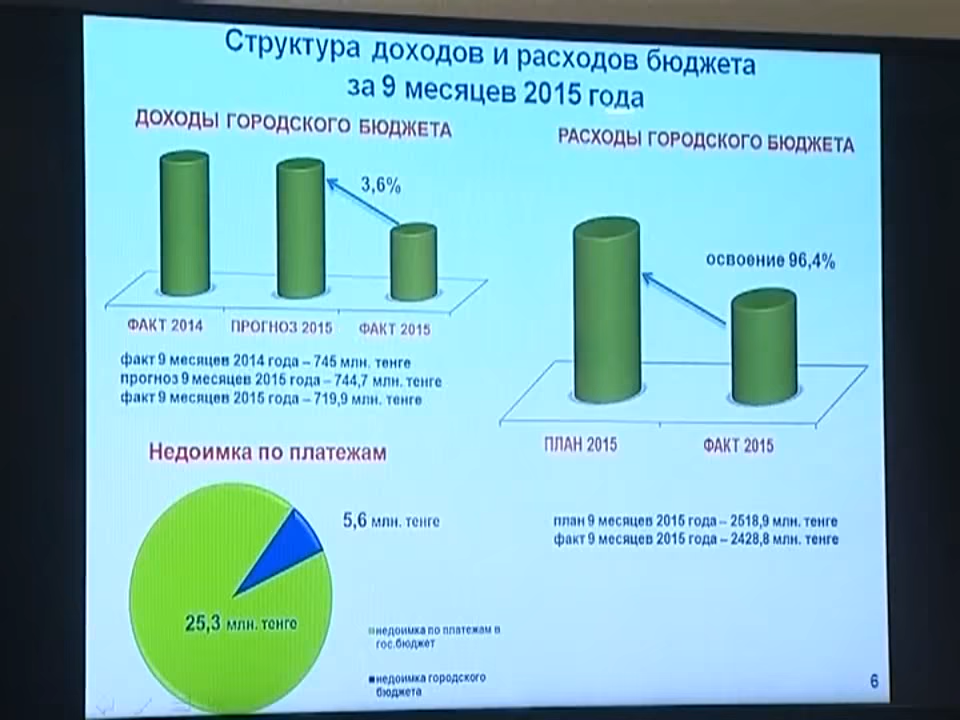 Структура доходов и расходов бюджета
за 9 месяцев 2015 года
ДОХОДЫ ГОРОДСКОГО БЮДЖЕТА
3,6%
ФАКТ 2014 ПРОГНОЗ 2015 ФАКТ 2015
факт 9 месяцев 2014 года – 745 млн. тенге
прогноз 9 месяцев 2015 года – 744,7 млн. тенге
факт 9 месяцев 2015 года – 719,9 млн. тенге
РАСХОДЫ ГОРОДСКОГО БЮДЖЕТА
освоение 96,4%
ПЛАН 2015 ФАКТ 2015
план 9 месяцев 2015 года – 2518,9 млн. тенге
факт 9 месяцев 2015 года – 2428,8 млн. тенге
Недоимка по платежам
5,6 млн. тенге
25,3 млн. тенге
недоимка по платежам в
гос.бюджет
недоимка городского
бюджета
6